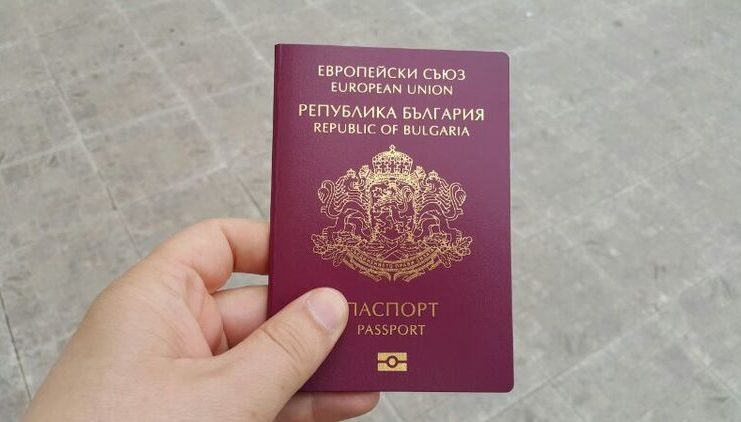 ЕВРОПЕЙСКИ СЪЮЗ
EUROPEAN UNION
РЕПУБЛИКА БЪЛГАРИЯ
REPUBLIC OF BULGARIA
ПАСПОРТ
PASSPORT